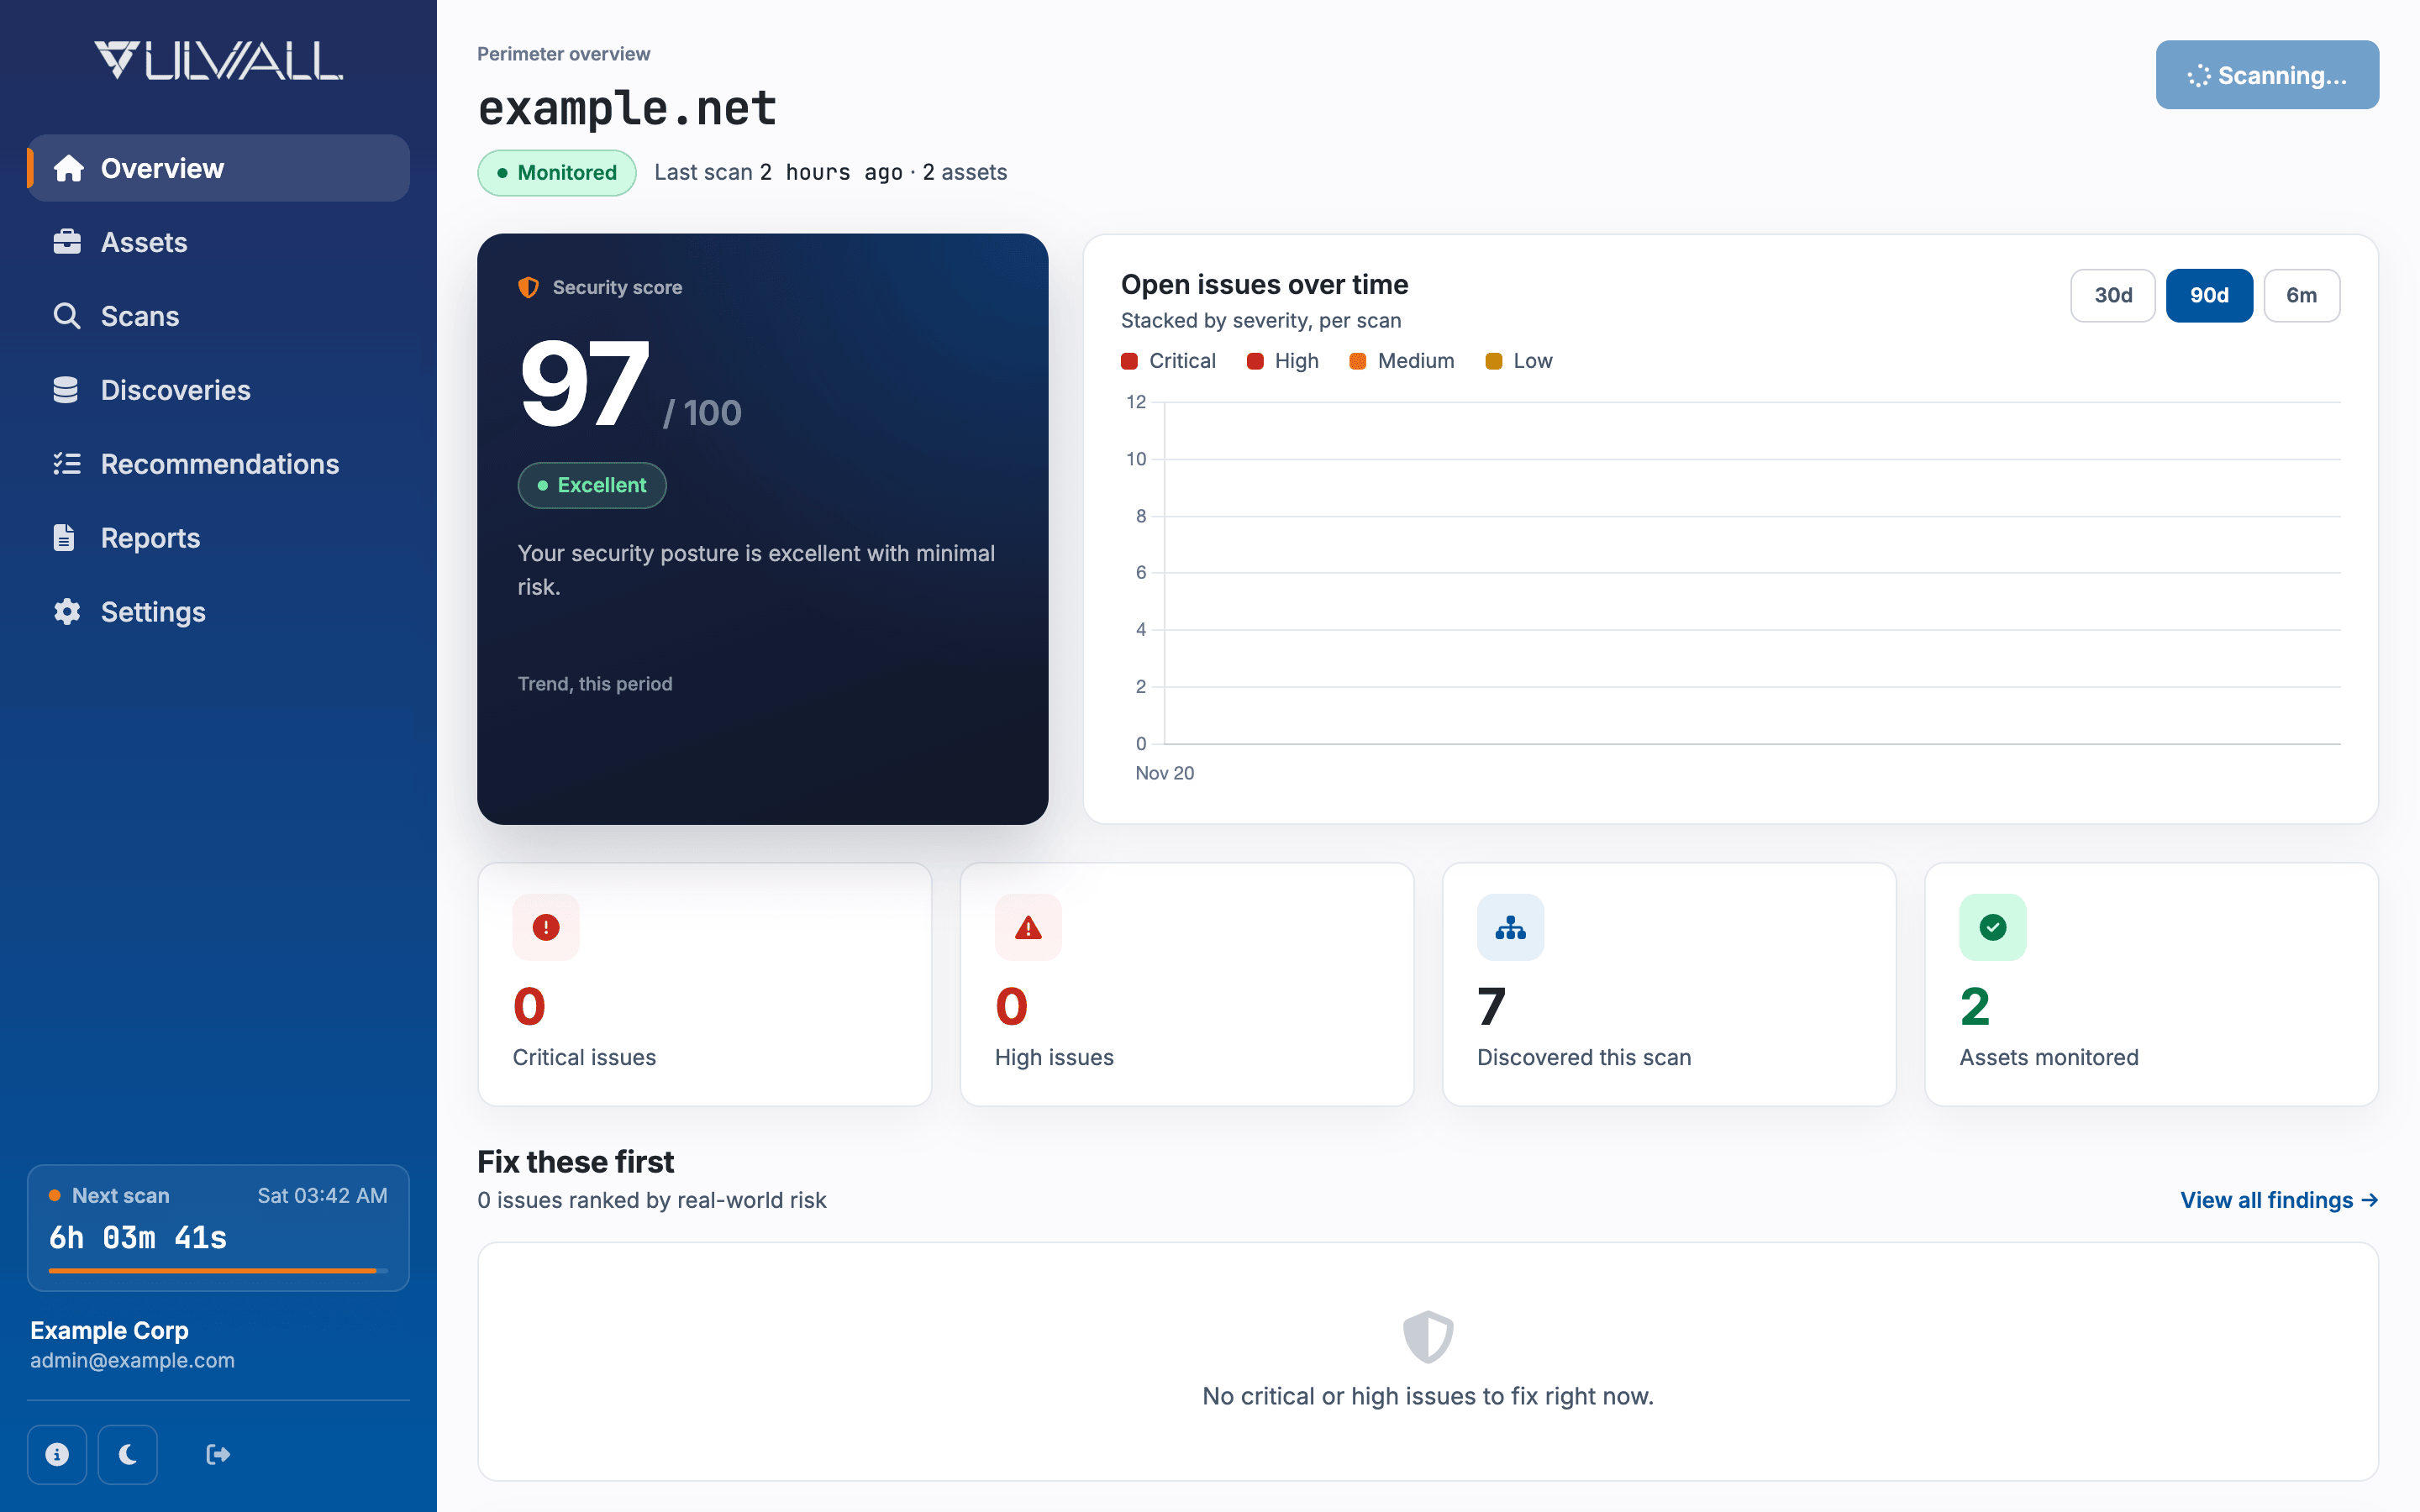 VULWALL
Overview
Assets
Scans
Discoveries
Recommendations
Reports
Settings
Next scan Sat 03:42 AM
6h 03m 41s
Example Corp
admin@example.com
Perimeter overview
example.net
Monitored Last scan 2 hours ago · 2 assets
Scanning...
Security score
97 / 100
Excellent
Your security posture is excellent with minimal
risk.
Trend, this period
Open issues over time
Stacked by severity, per scan
30d 90d 6m
Critical High Medium Low
12
10
8
6
4
2
0
Nov 20
0
Critical issues
0
High issues
7
Discovered this scan
2
Assets monitored
Fix these first
0 issues ranked by real-world risk
View all findings →
No critical or high issues to fix right now.